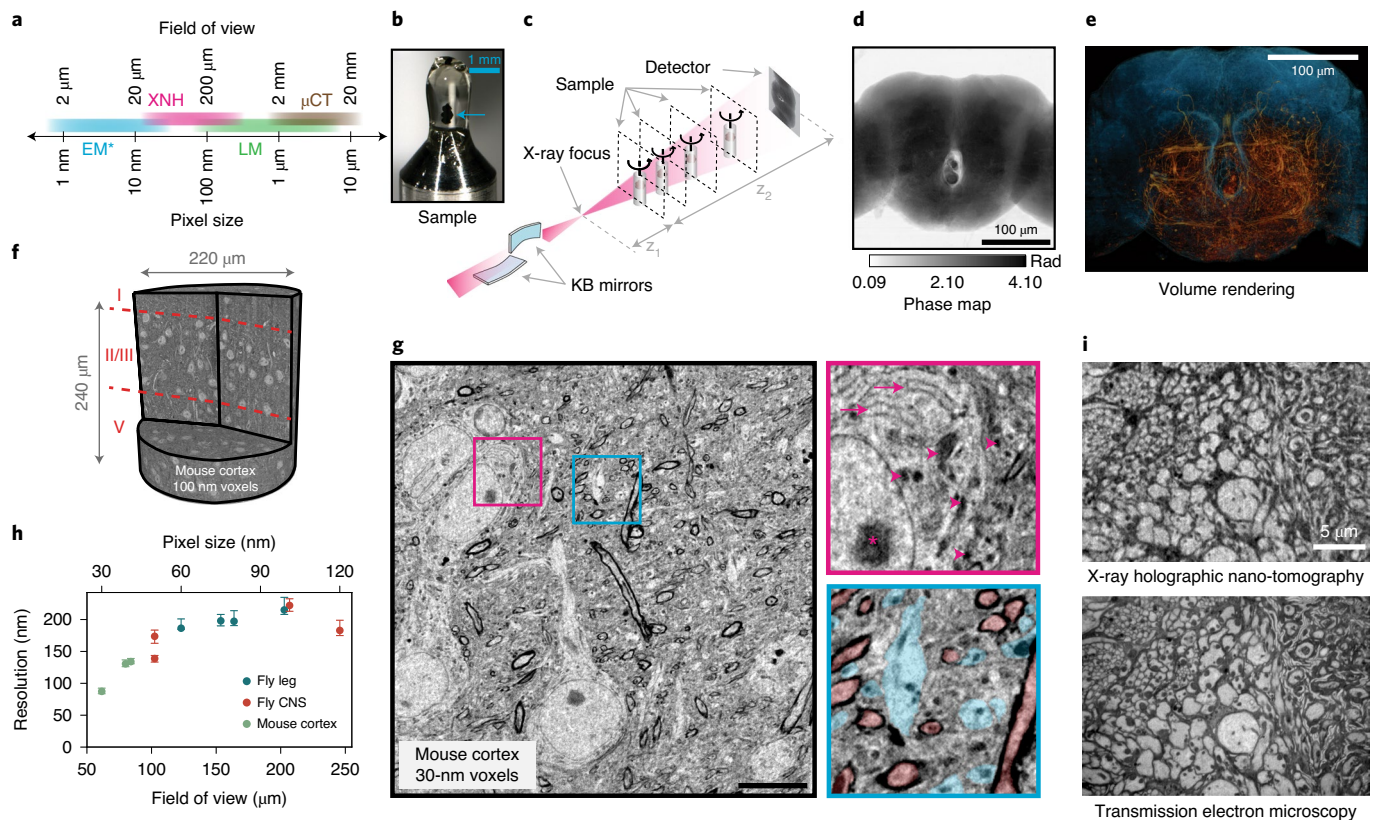 a
Field of view
2 μm
20 μm
200 μm
2 mm
20 mm
XNH
μCT
EM*
LM
1 nm
10 nm
100 nm
1 μm
10 μm
Pixel size
b
1 mm
Sample
c
Detector
Sample
X-ray focus
z1
z2
KB mirrors
d
100 μm
Rad
0.09
2.10
4.10
Phase map
e
100 μm
Volume rendering
f
220 μm
240 μm
I
II/III
V
Mouse cortex
100 nm voxels
g
Mouse cortex
30-nm voxels
*
h
Pixel size (nm)
30
60
90
120
Resolution (nm)
200
150
100
50
0
Fly leg
Fly CNS
Mouse cortex
50
100
150
200
250
Field of view (μm)
i
5 μm
X-ray holographic nano-tomography
Transmission electron microscopy